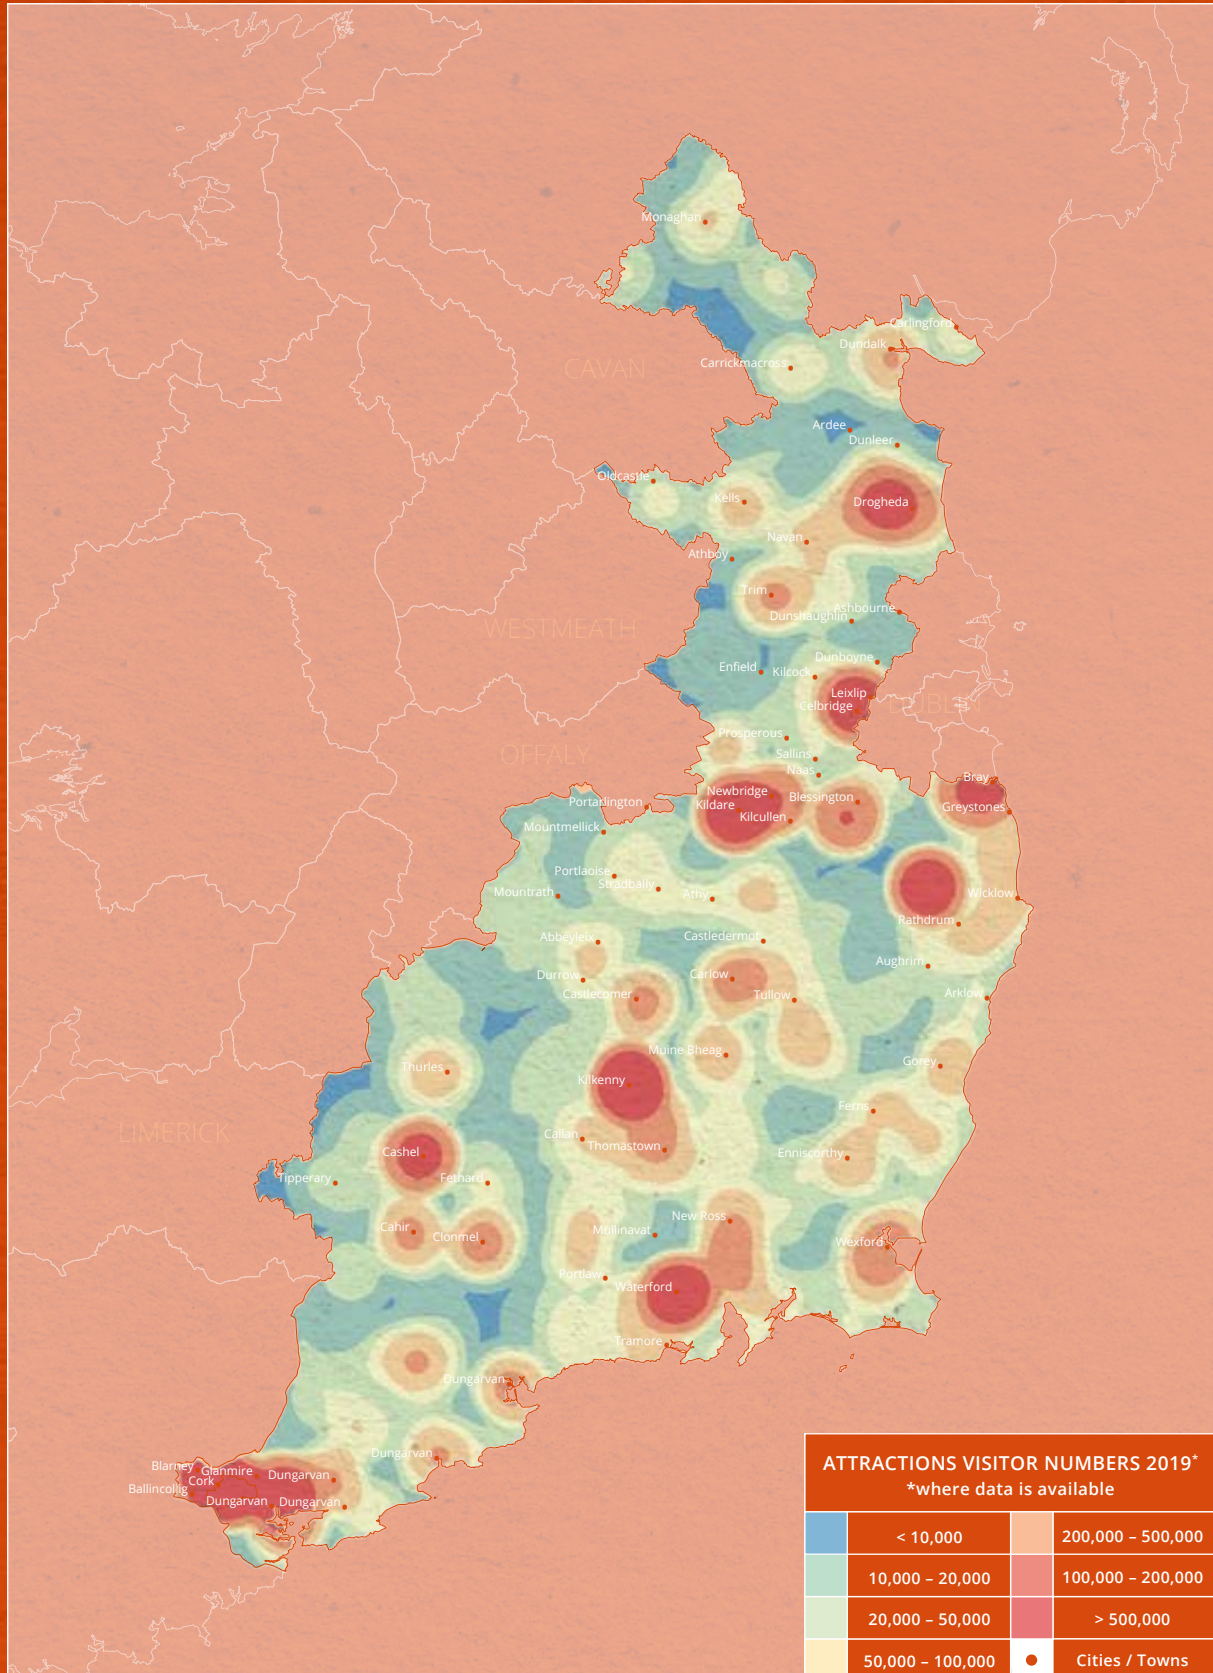 Monaghan
Carlingford
Dundalk
CAVAN
Carrickmacross
Ardee
Dunleer
Oldcastle
Kells
Drogheda
Navan
Athboy
Trim
Ashbourne
Dunshaughlin
WESTMEATH
Dunboyne
Enfield
Kilcock
Leixlip
Celbridge
DUBLIN
Prosperous
OFFALY
Sallins
Naas
Bray
Newbridge
Blessington
Portarlington
Kildare
Greystones
Kilcullen
Mountmellick
Portlaoise
Stradbally
Mountrath
Athy
Wicklow
Rathdrum
Abbeyleix
Castledermot
Aughrim
Durrow
Carlow
Castlecomer
Tullow
Arklow
Muine Bheag
Gorey
Thurles
Kilkenny
Ferns
LIMERICK
Callan
Thomastown
Cashel
Enniscorthy
Tipperary
Fethard
New Ross
Cahir
Mullinavat
Clonmel
Wexford
Portlaw
Waterford
Tramore
Dungarvan
Dungarvan
Blarney
Glanmire
Dungarvan
Cork
Ballincollig
Dungarvan
Dungarvan
ATTRACTIONS VISITOR NUMBERS 2019*
*where data is available
< 10,000
200,000 – 500,000
10,000 – 20,000
100,000 – 200,000
20,000 – 50,000
> 500,000
50,000 – 100,000
Cities / Towns